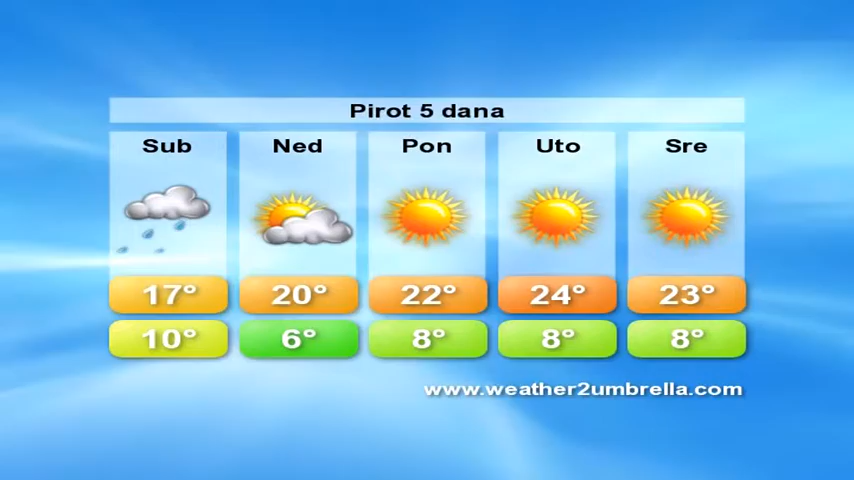 Pirot 5 dana
Sub Ned Pon Uto Sre
17° 20° 22° 24° 23°
10° 6° 8° 8° 8°
www.weather2umbrella.com